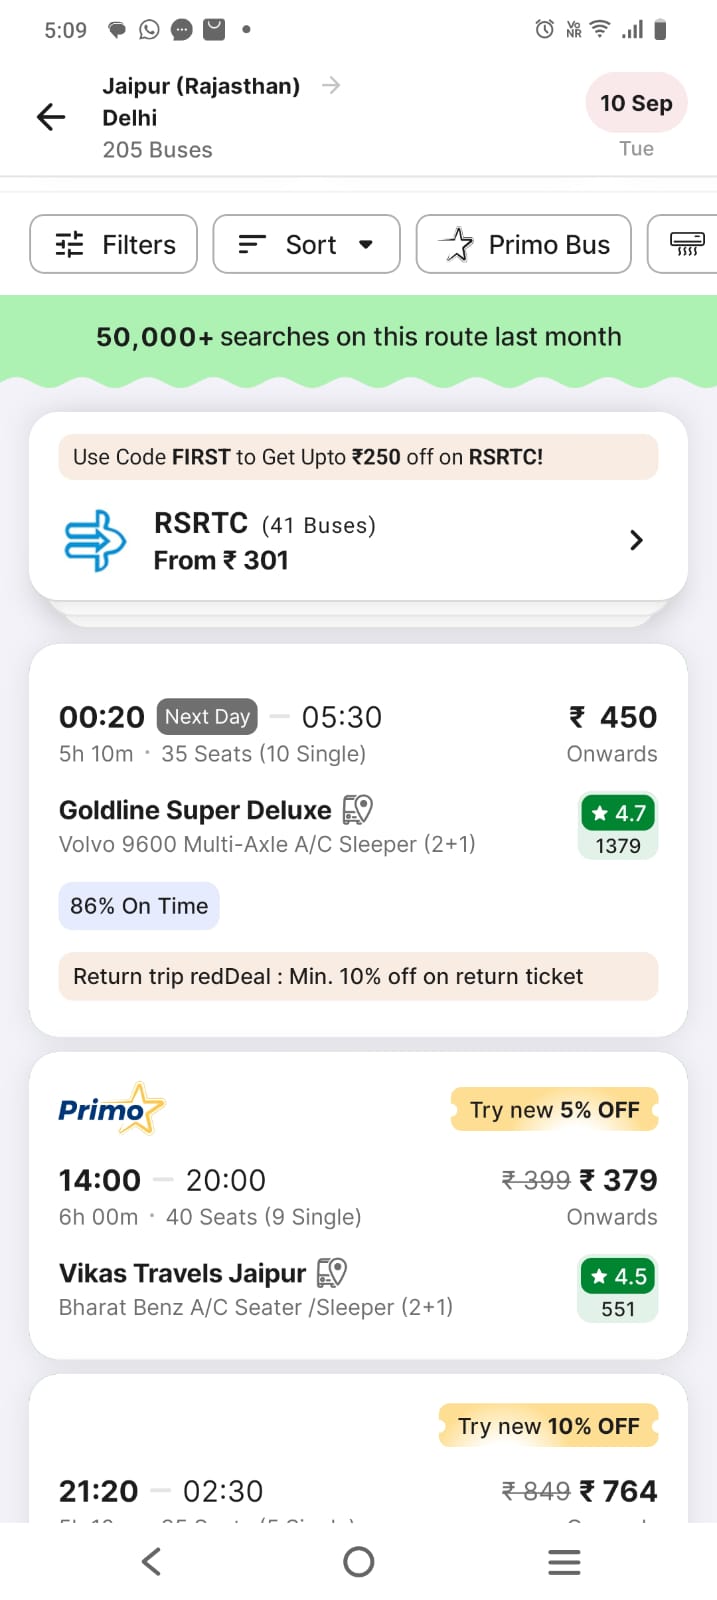 5:09
Vo
NR
Jaipur (Rajasthan)
Delhi
205 Buses
10 Sep
Tue
Filters
Sort
Primo Bus
50,000+ searches on this route last month
Use Code FIRST to Get Upto ₹250 off on RSRTC!
RSRTC (41 Buses)
From ₹ 301
00:20 Next Day — 05:30 ₹ 450
5h 10m · 35 Seats (10 Single) Onwards
Goldline Super Deluxe 4.7
Volvo 9600 Multi-Axle A/C Sleeper (2+1) 1379
86% On Time
Return trip redDeal : Min. 10% off on return ticket
Primo Try new 5% OFF
14:00 — 20:00 ₹ 399 ₹ 379
6h 00m · 40 Seats (9 Single) Onwards
Vikas Travels Jaipur 4.5
Bharat Benz A/C Seater /Sleeper (2+1) 551
Try new 10% OFF
21:20 — 02:30 ₹ 849 ₹ 764